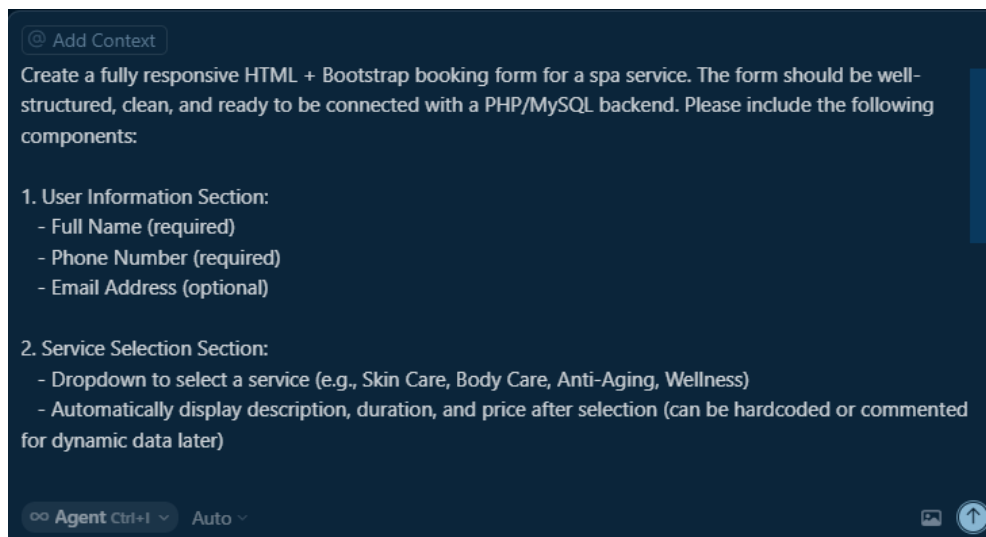 @ Add Context
Create a fully responsive HTML + Bootstrap booking form for a spa service. The form should be well-
structured, clean, and ready to be connected with a PHP/MySQL backend. Please include the following
components:
1. User Information Section:
- Full Name (required)
- Phone Number (required)
- Email Address (optional)
2. Service Selection Section:
- Dropdown to select a service (e.g., Skin Care, Body Care, Anti-Aging, Wellness)
- Automatically display description, duration, and price after selection (can be hardcoded or commented
for dynamic data later)
∞ Agent Ctrl+I Auto